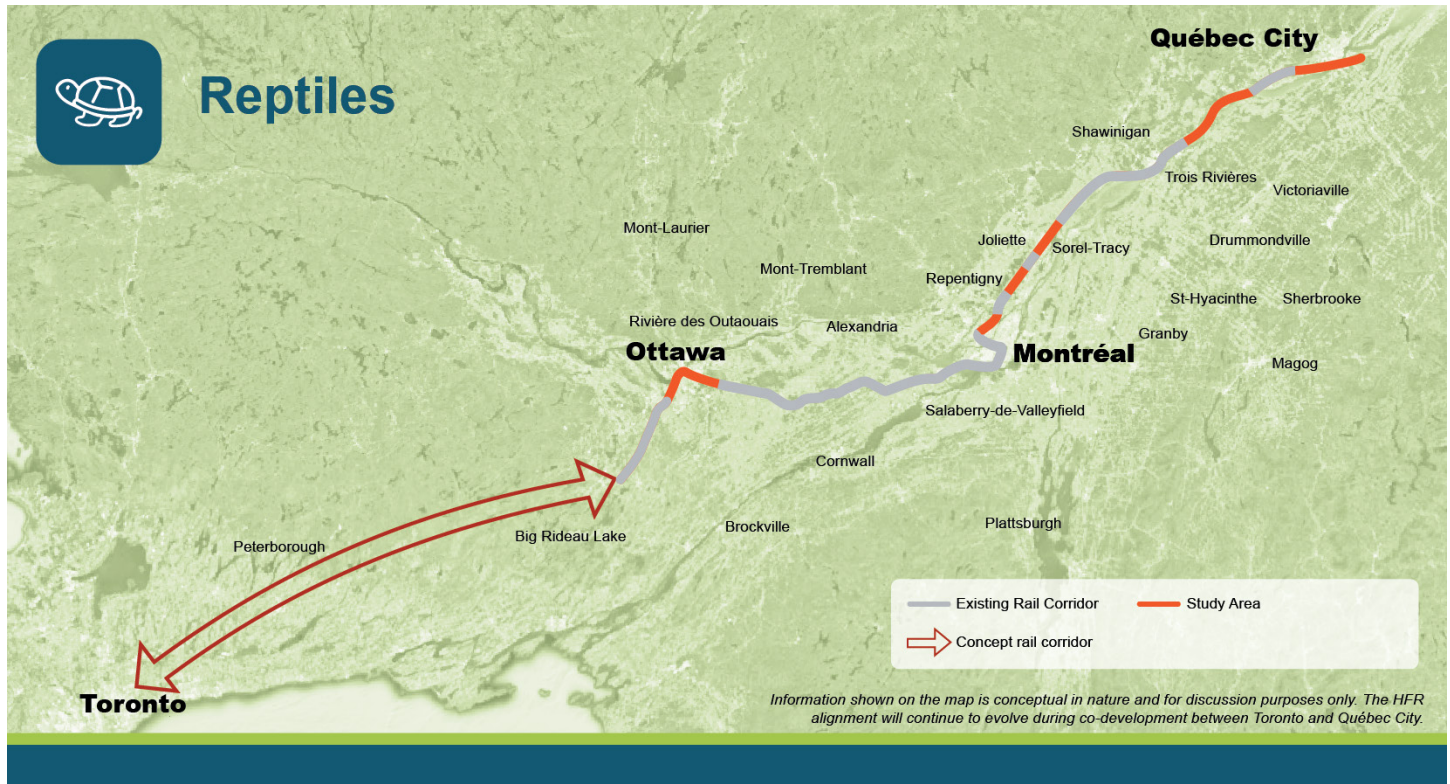 Reptiles
Québec City
Shawinigan
Trois Rivières
Victoriaville
Mont-Laurier
Joliette
Sorel-Tracy
Drummondville
Mont-Tremblant
Repentigny
St-Hyacinthe
Sherbrooke
Rivière des Outaouais
Alexandria
Granby
Ottawa
Montréal
Magog
Salaberry-de-Valleyfield
Cornwall
Brockville
Plattsburgh
Big Rideau Lake
Peterborough
Toronto
Existing Rail Corridor
Study Area
Concept rail corridor
Information shown on the map is conceptual in nature and for discussion purposes only. The HFR
alignment will continue to evolve during co-development between Toronto and Québec City.